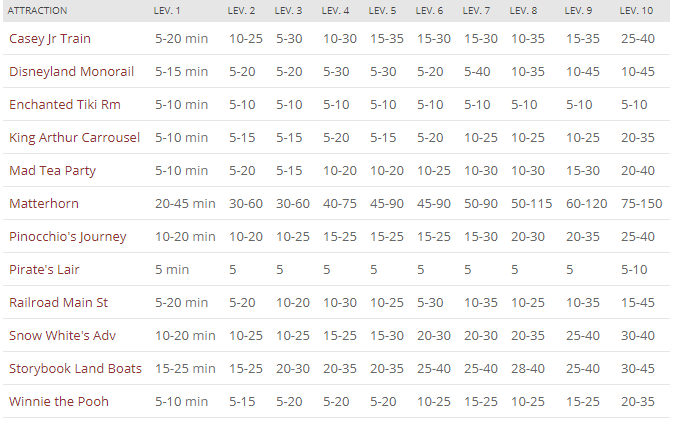 ATTRACTION LEV. 1 LEV. 2 LEV. 3 LEV. 4 LEV. 5 LEV. 6 LEV. 7 LEV. 8 LEV. 9 LEV. 10
Casey Jr Train 5-20 min 10-25 5-30 10-30 15-35 15-30 15-30 10-35 15-35 25-40
Disneyland Monorail 5-15 min 5-20 5-20 5-30 5-30 5-20 5-40 10-35 10-45 10-45
Enchanted Tiki Rm 5-10 min 5-10 5-10 5-10 5-10 5-10 5-10 5-10 5-10 5-10
King Arthur Carrousel 5-10 min 5-15 5-15 5-20 5-15 5-20 10-25 10-25 10-25 20-35
Mad Tea Party 5-10 min 5-20 5-15 10-20 10-20 10-25 10-30 10-30 15-30 20-40
Matterhorn 20-45 min 30-60 30-60 40-75 45-90 45-90 50-90 50-115 60-120 75-150
Pinocchio's Journey 10-20 min 10-20 10-25 15-25 15-25 15-25 15-30 20-30 20-35 25-40
Pirate's Lair 5 min 5 5 5 5 5 5 5 5 5-10
Railroad Main St 5-20 min 5-20 10-20 10-30 10-25 5-30 10-35 10-25 10-35 15-45
Snow White's Adv 10-20 min 10-25 10-25 15-25 15-30 20-30 20-30 20-35 25-40 30-40
Storybook Land Boats 15-25 min 15-25 20-30 20-35 20-35 25-40 25-40 28-40 25-40 30-45
Winnie the Pooh 5-10 min 5-15 5-20 5-20 5-20 10-25 15-25 10-25 15-25 20-35